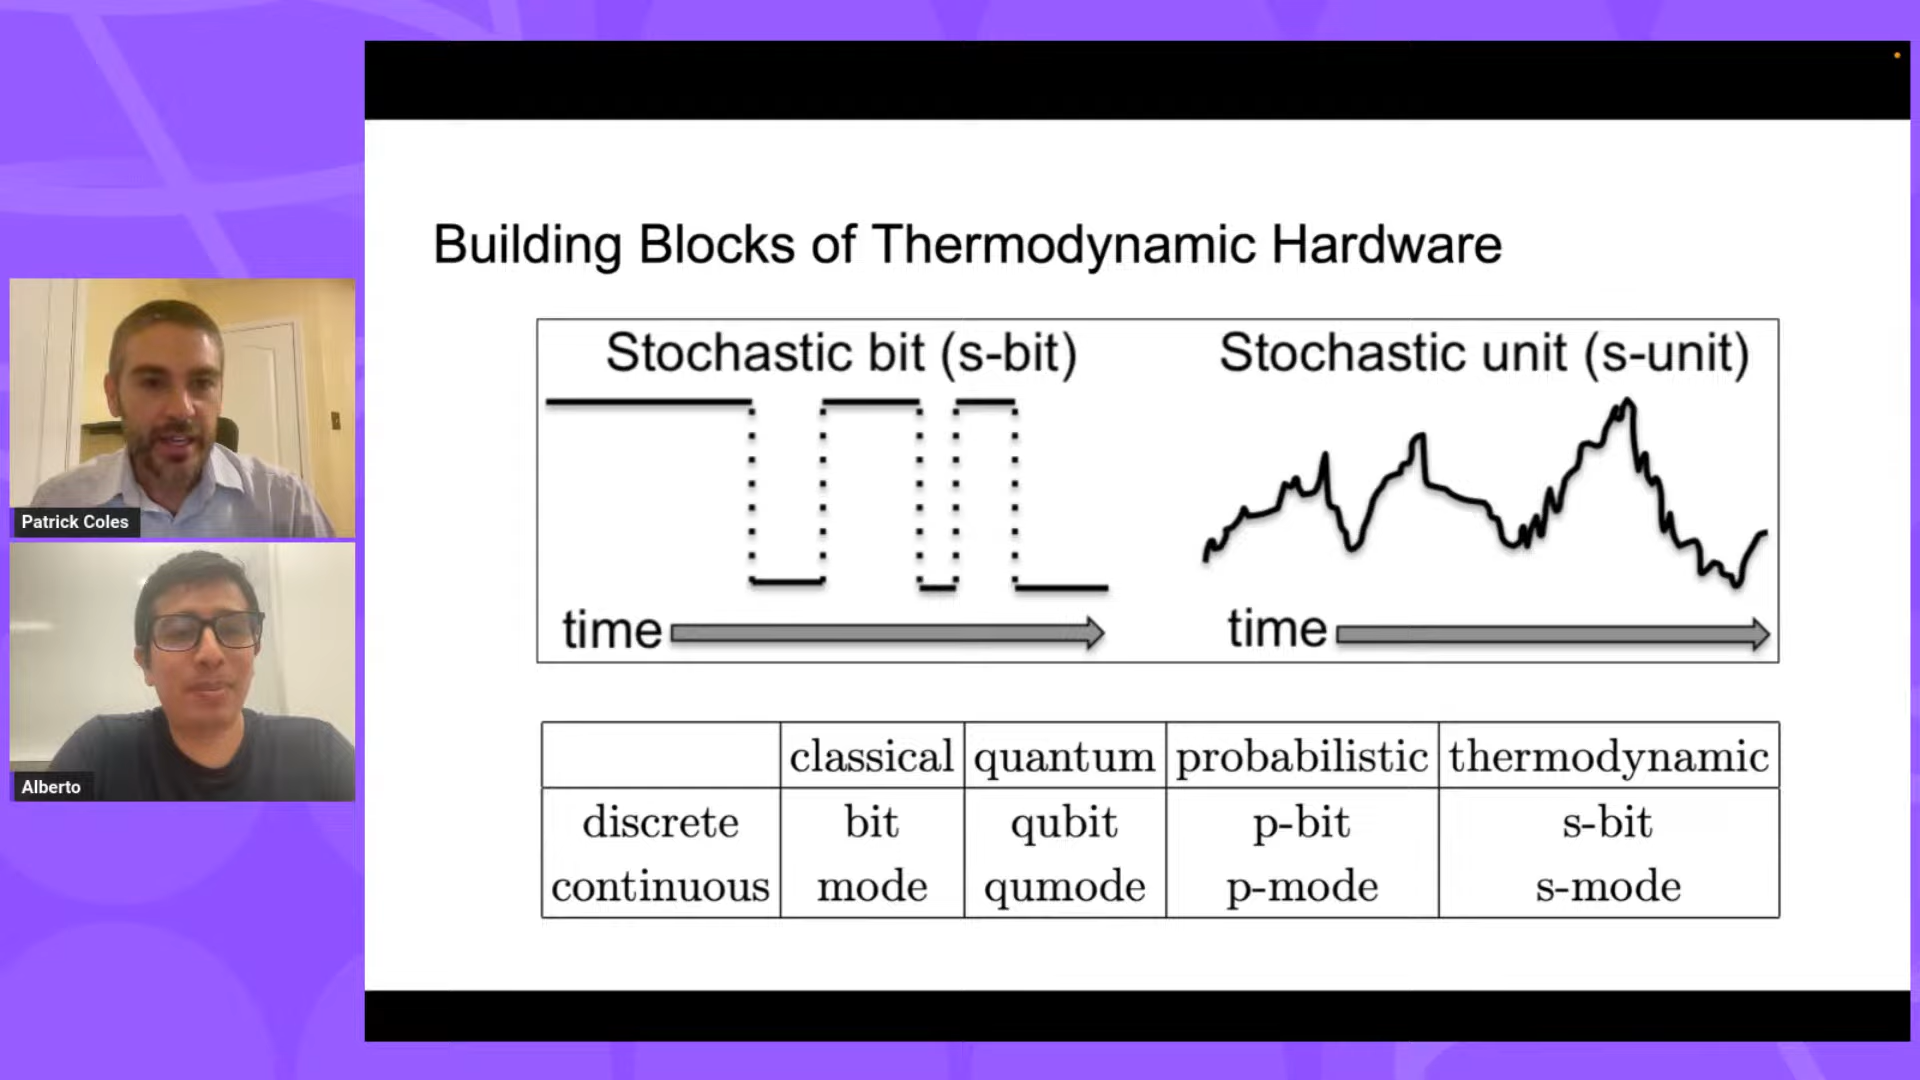 Building Blocks of Thermodynamic Hardware
Stochastic bit (s-bit)
Stochastic unit (s-unit)
time
time
classical quantum probabilistic thermodynamic
discrete bit qubit p-bit s-bit
continuous mode qumode p-mode s-mode
Patrick Coles
Alberto